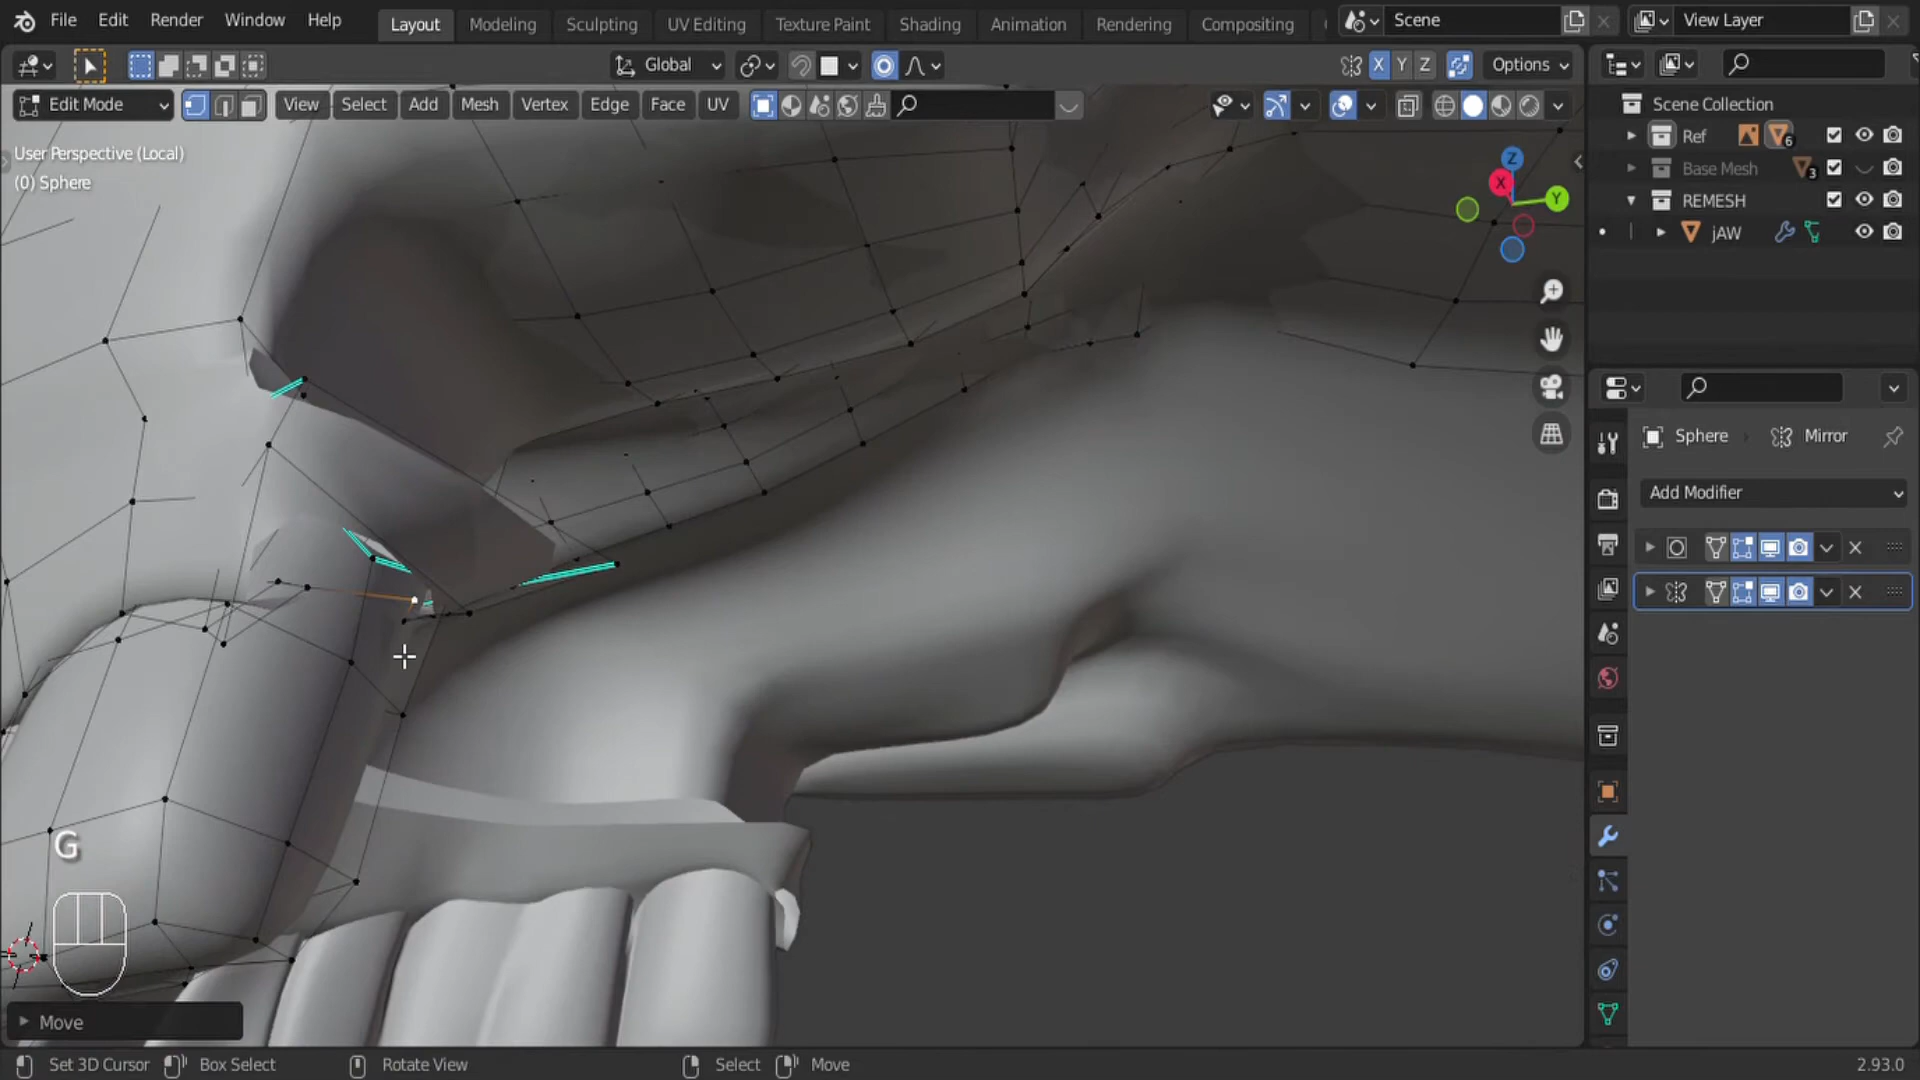 File Edit Render Window Help Layout Modeling Sculpting UV Editing Texture Paint Shading Animation Rendering Compositing Scene View Layer
Global X Y Z Options
Edit Mode View Select Add Mesh Vertex Edge Face UV
Scene Collection
User Perspective (Local)
(0) Sphere
Z
X
Y
Ref 6
Base Mesh 3
REMESH
jAW
Sphere Mirror
Add Modifier
G
Move
Set 3D Cursor Box Select Rotate View Select Move 2.93.0